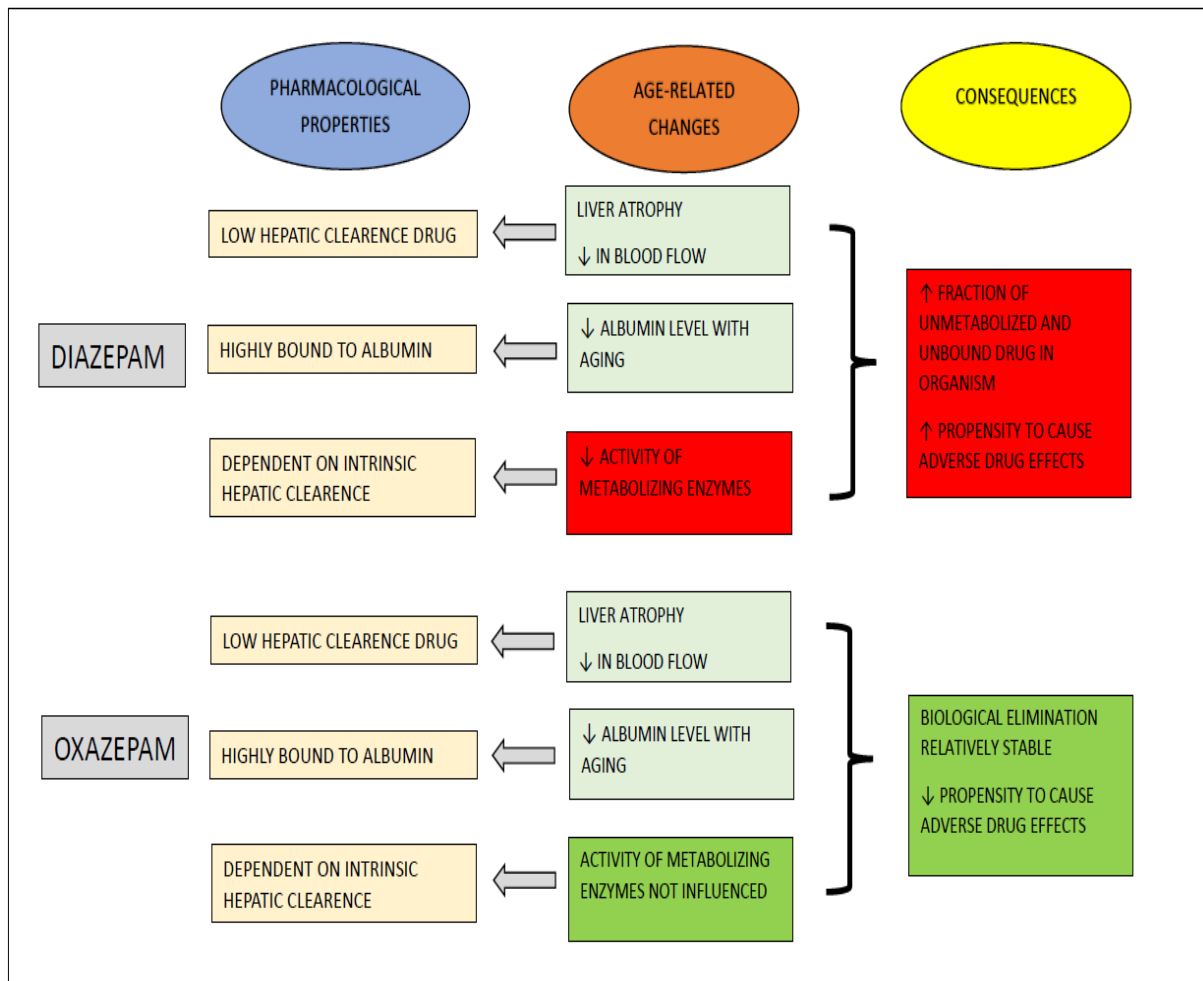 PHARMACOLOGICAL
PROPERTIES
AGE-RELATED
CHANGES
CONSEQUENCES
DIAZEPAM
LOW HEPATIC CLEARENCE DRUG
LIVER ATROPHY
↓ IN BLOOD FLOW
HIGHLY BOUND TO ALBUMIN
↓ ALBUMIN LEVEL WITH
AGING
DEPENDENT ON INTRINSIC
HEPATIC CLEARENCE
↓ ACTIVITY OF
METABOLIZING ENZYMES
↑ FRACTION OF
UNMETABOLIZED AND
UNBOUND DRUG IN
ORGANISM
↑ PROPENSITY TO CAUSE
ADVERSE DRUG EFFECTS
OXAZEPAM
LOW HEPATIC CLEARENCE DRUG
LIVER ATROPHY
↓ IN BLOOD FLOW
HIGHLY BOUND TO ALBUMIN
↓ ALBUMIN LEVEL WITH
AGING
DEPENDENT ON INTRINSIC
HEPATIC CLEARENCE
ACTIVITY OF METABOLIZING
ENZYMES NOT INFLUENCED
BIOLOGICAL ELIMINATION
RELATIVELY STABLE
↓ PROPENSITY TO CAUSE
ADVERSE DRUG EFFECTS